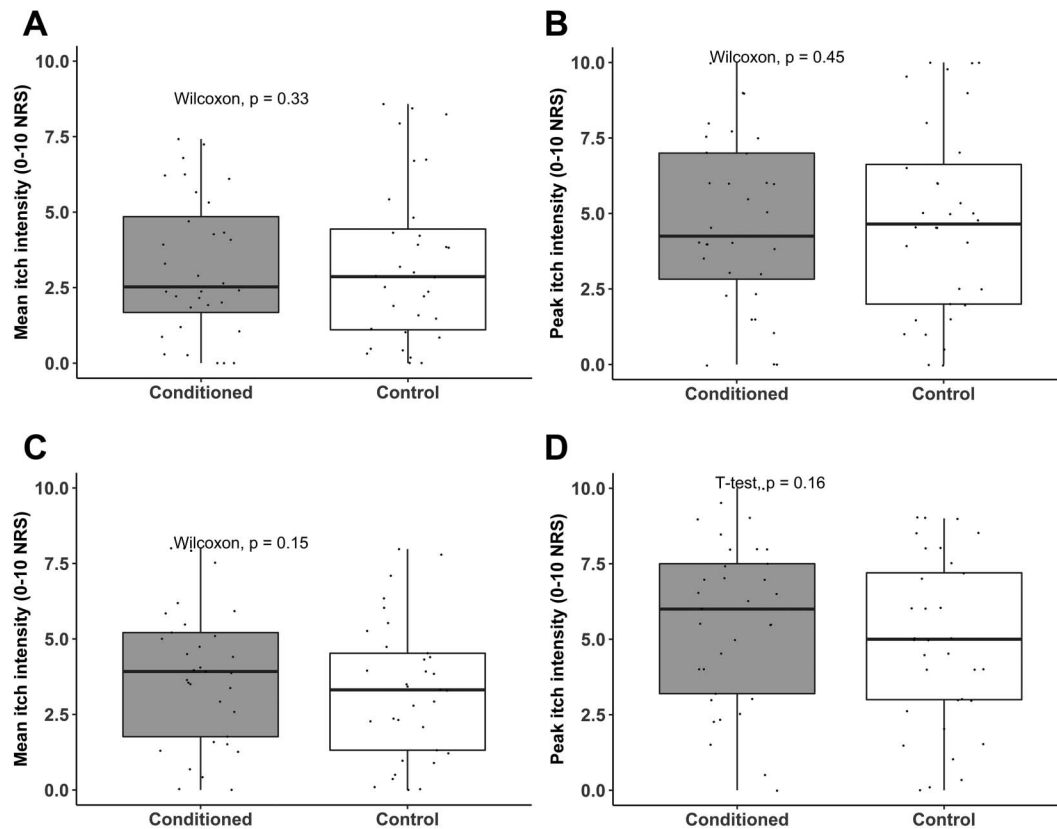 A
Mean itch intensity (0-10 NRS)
10.0
7.5
5.0
2.5
0.0
Wilcoxon, p = 0.33
Conditioned
Control
B
Peak itch intensity (0-10 NRS)
10.0
7.5
5.0
2.5
0.0
Wilcoxon, p = 0.45
Conditioned
Control
C
Mean itch intensity (0-10 NRS)
10.0
7.5
5.0
2.5
0.0
Wilcoxon, p = 0.15
Conditioned
Control
D
Peak itch intensity (0-10 NRS)
10.0
7.5
5.0
2.5
0.0
T-test, p = 0.16
Conditioned
Control